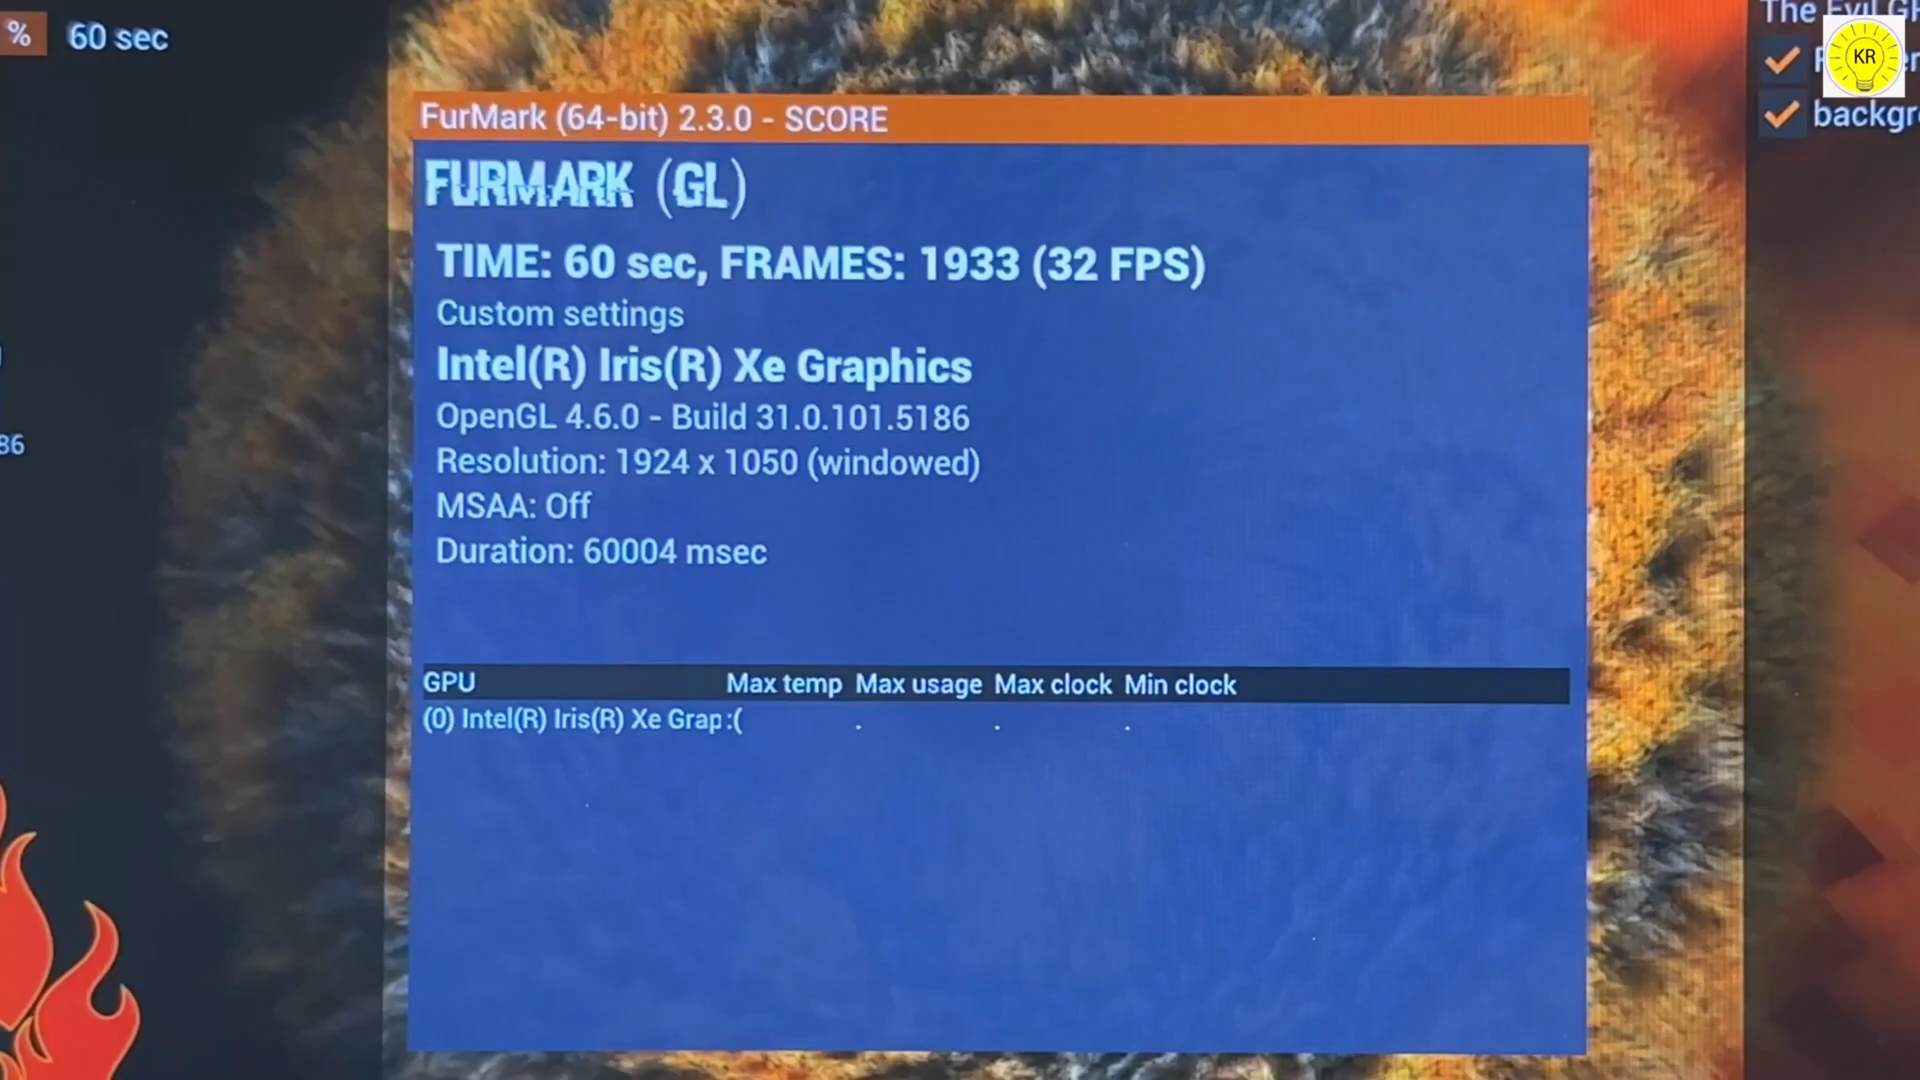 % 60 sec
The Evil
KR
backgr
FurMark (64-bit) 2.3.0 - SCORE
FURMARK (GL)
TIME: 60 sec, FRAMES: 1933 (32 FPS)
Custom settings
Intel(R) Iris(R) Xe Graphics
OpenGL 4.6.0 - Build 31.0.101.5186
86
Resolution: 1924 x 1050 (windowed)
MSAA: Off
Duration: 60004 msec
GPU Max temp Max usage Max clock Min clock
(0) Intel(R) Iris(R) Xe Grap :( . . .